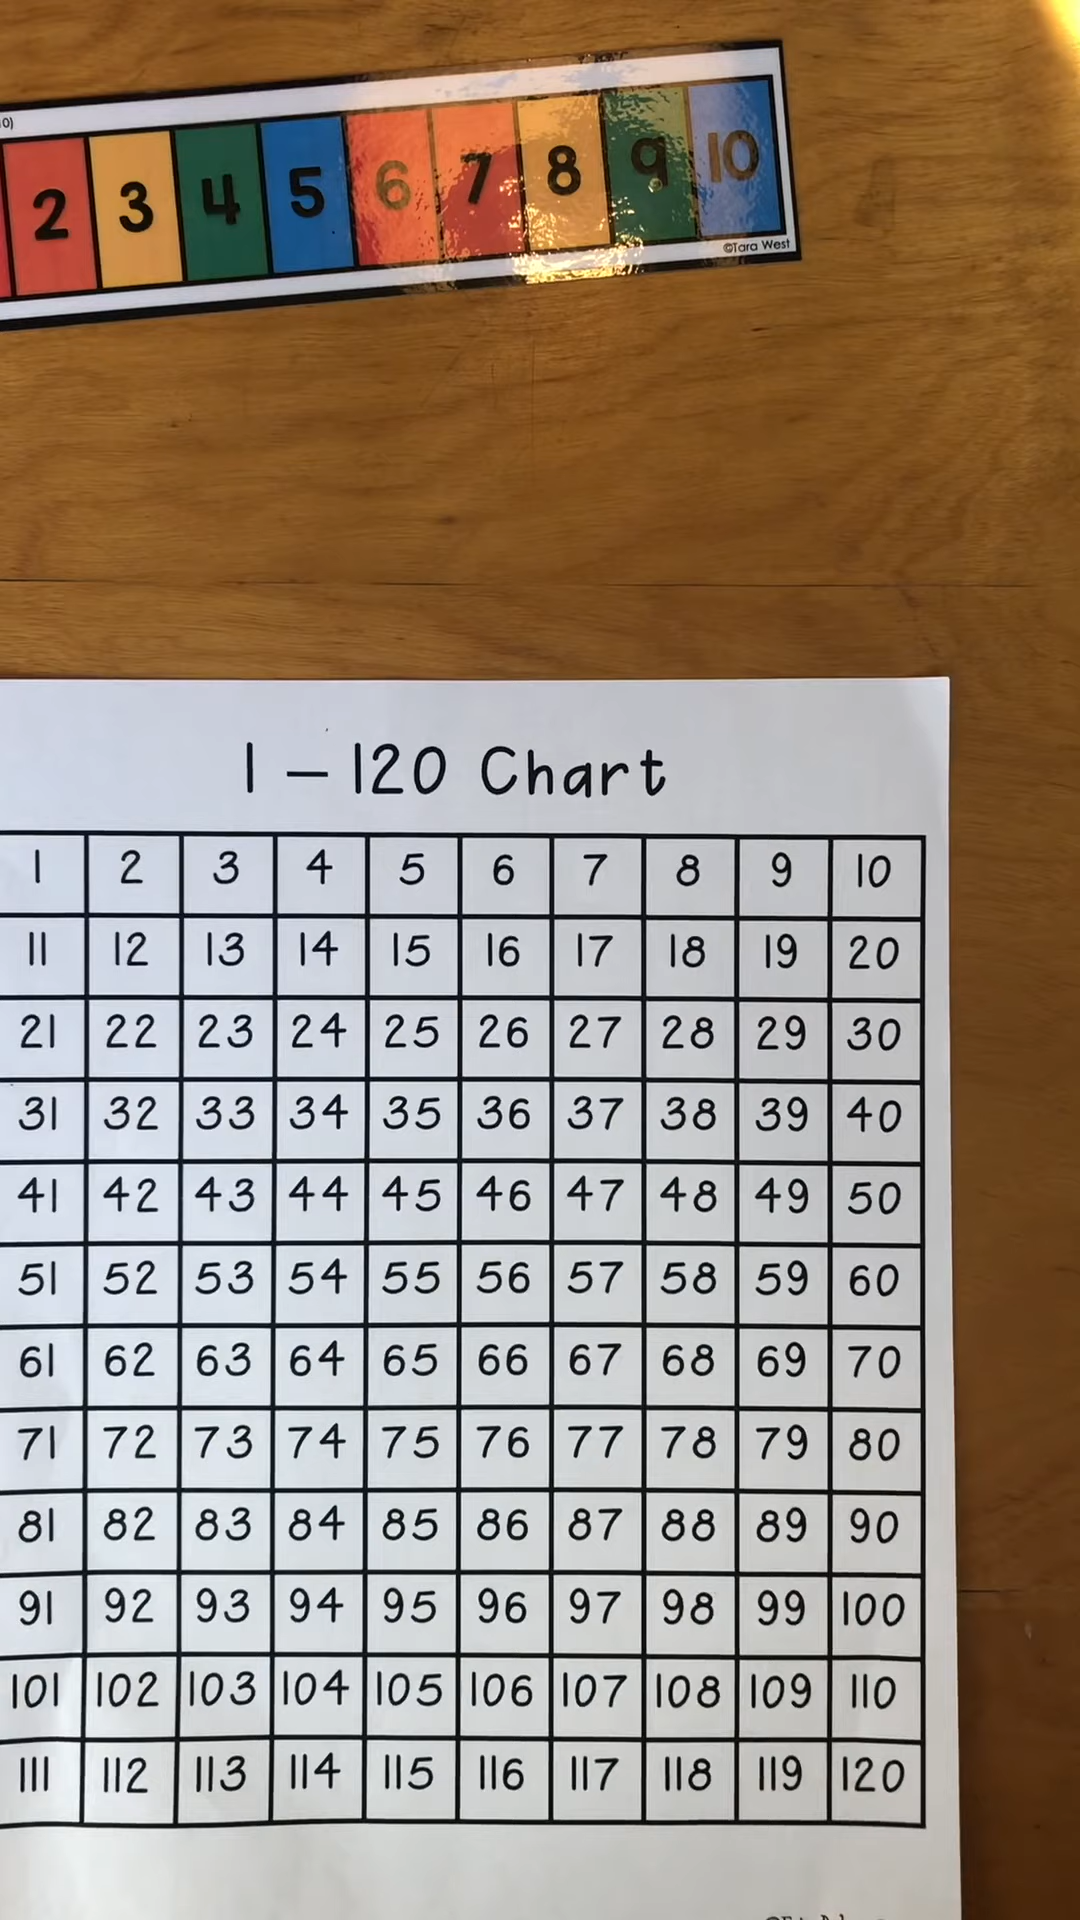 0)
2 3 4 5 6 7 8 9 10
©Tara West
1 – 120 Chart
1 2 3 4 5 6 7 8 9 10
11 12 13 14 15 16 17 18 19 20
21 22 23 24 25 26 27 28 29 30
31 32 33 34 35 36 37 38 39 40
41 42 43 44 45 46 47 48 49 50
51 52 53 54 55 56 57 58 59 60
61 62 63 64 65 66 67 68 69 70
71 72 73 74 75 76 77 78 79 80
81 82 83 84 85 86 87 88 89 90
91 92 93 94 95 96 97 98 99 100
101 102 103 104 105 106 107 108 109 110
111 112 113 114 115 116 117 118 119 120